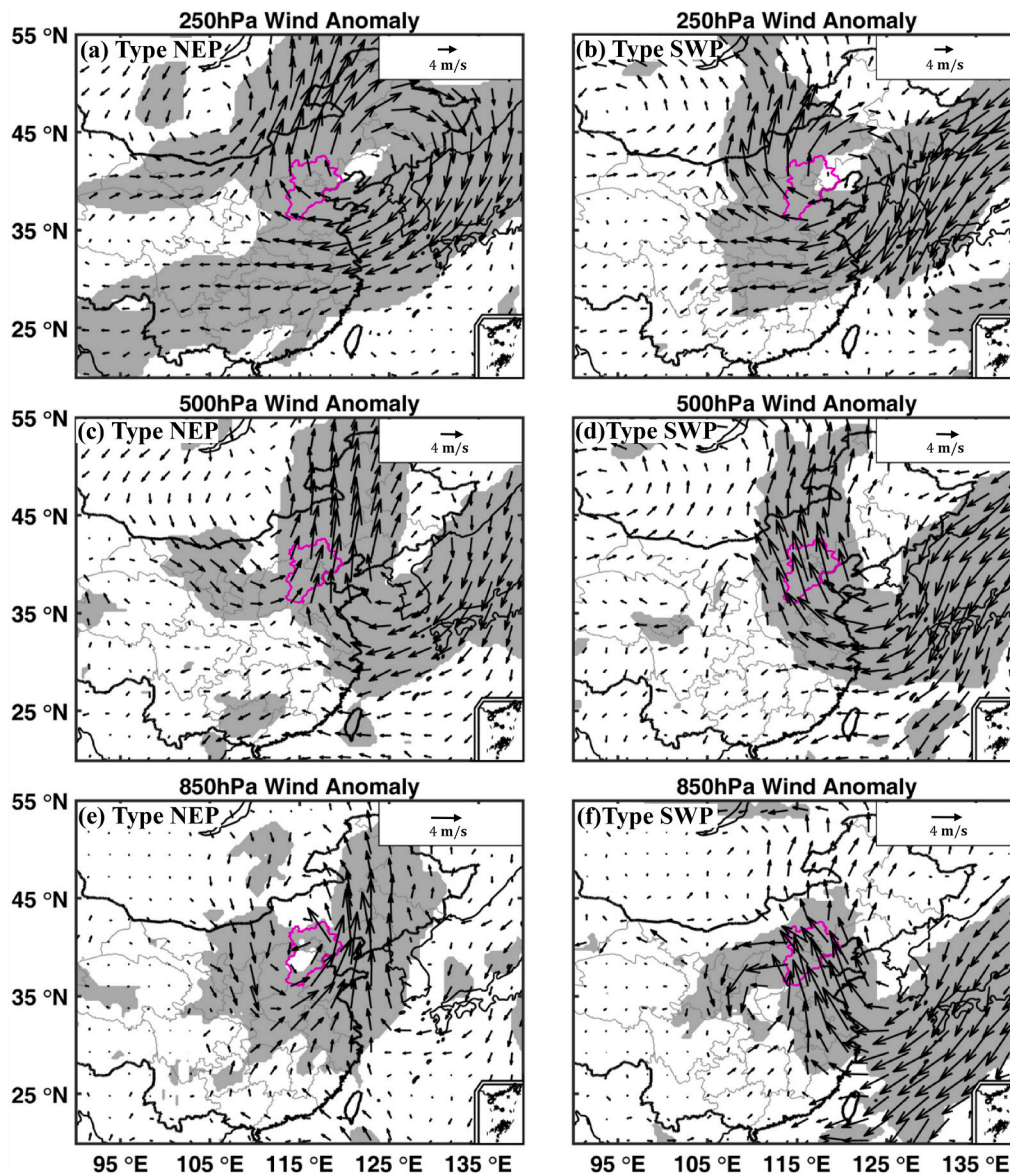 250hPa Wind Anomaly
250hPa Wind Anomaly
55 °N
(a) Type NEP
4 m/s
(b) Type SWP
4 m/s
45 °N
35 °N
25 °N
500hPa Wind Anomaly
500hPa Wind Anomaly
55 °N
(c) Type NEP
4 m/s
(d)Type SWP
4 m/s
45 °N
35 °N
25 °N
850hPa Wind Anomaly
850hPa Wind Anomaly
55 °N
(e) Type NEP
4 m/s
(f)Type SWP
4 m/s
45 °N
35 °N
25 °N
95 °E 105 °E 115 °E 125 °E 135 °E
95 °E 105 °E 115 °E 125 °E 135 °E